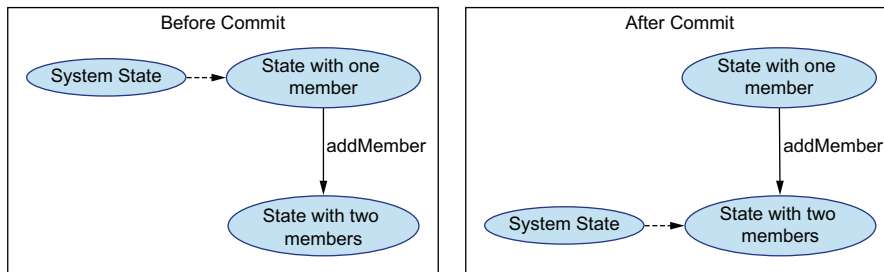 Before Commit
System State
State with one
member
addMember
State with two
members
After Commit
State with one
member
addMember
System State
State with two
members